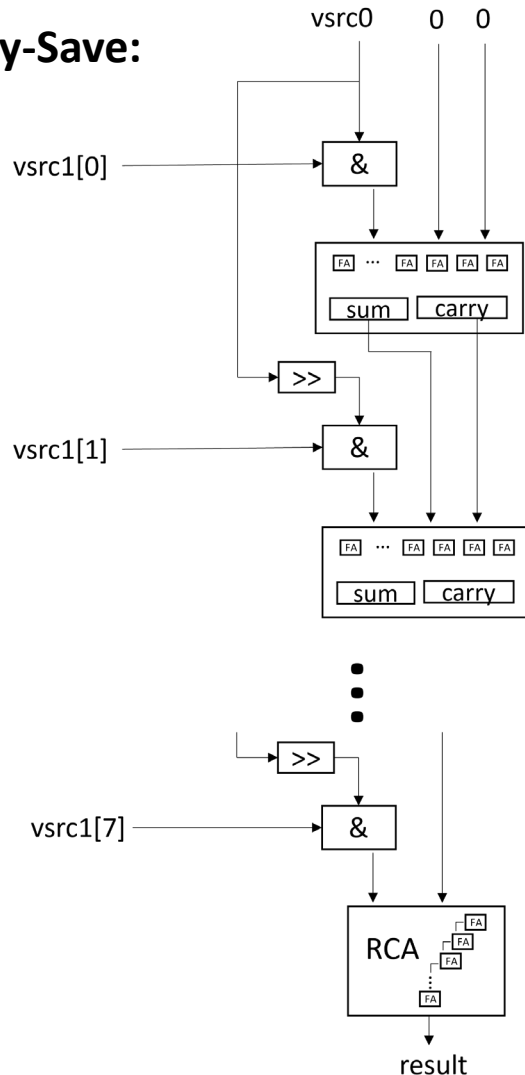 vsrc0 0 0
y-Save:
vsrc1[0]
&
FA ... FA FA FA FA
sum carry
>>
vsrc1[1]
&
FA ... FA FA FA FA
sum carry
>>
vsrc1[7]
&
RCA
FA
FA
FA
FA
result